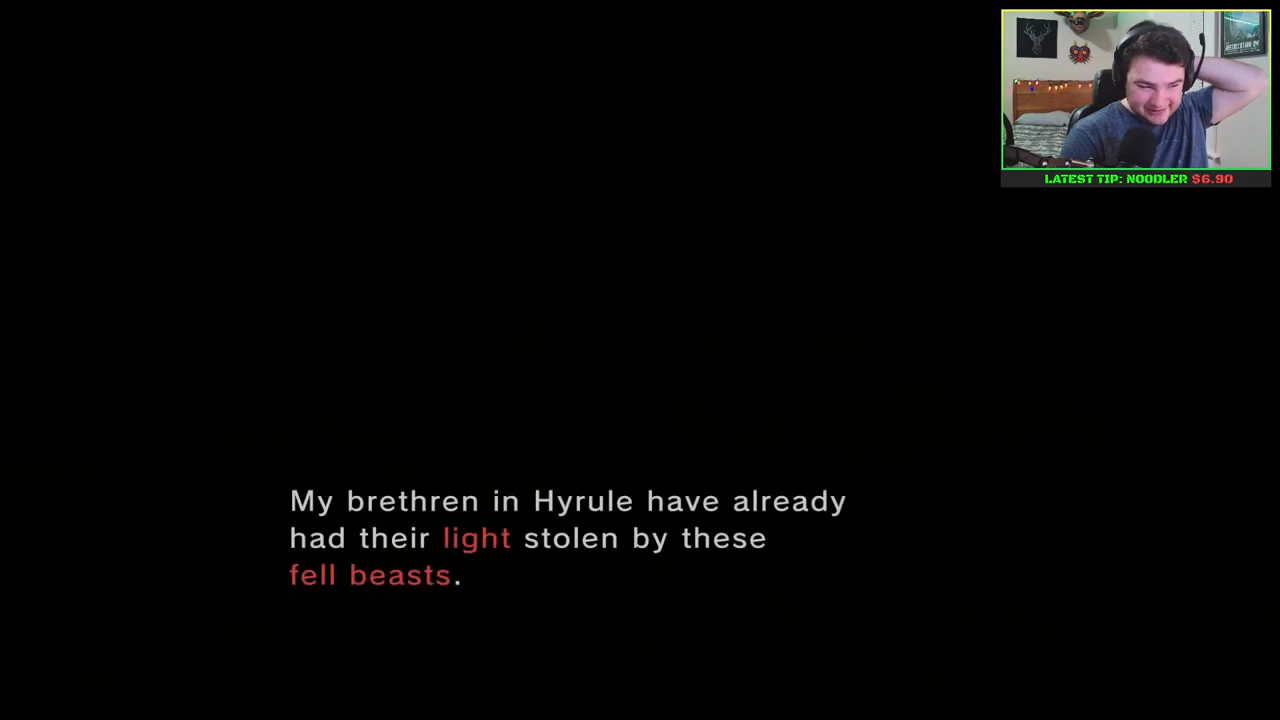 LATEST TIP: NOODLER $6.90
My brethren in Hyrule have already
had their light stolen by these
fell beasts.